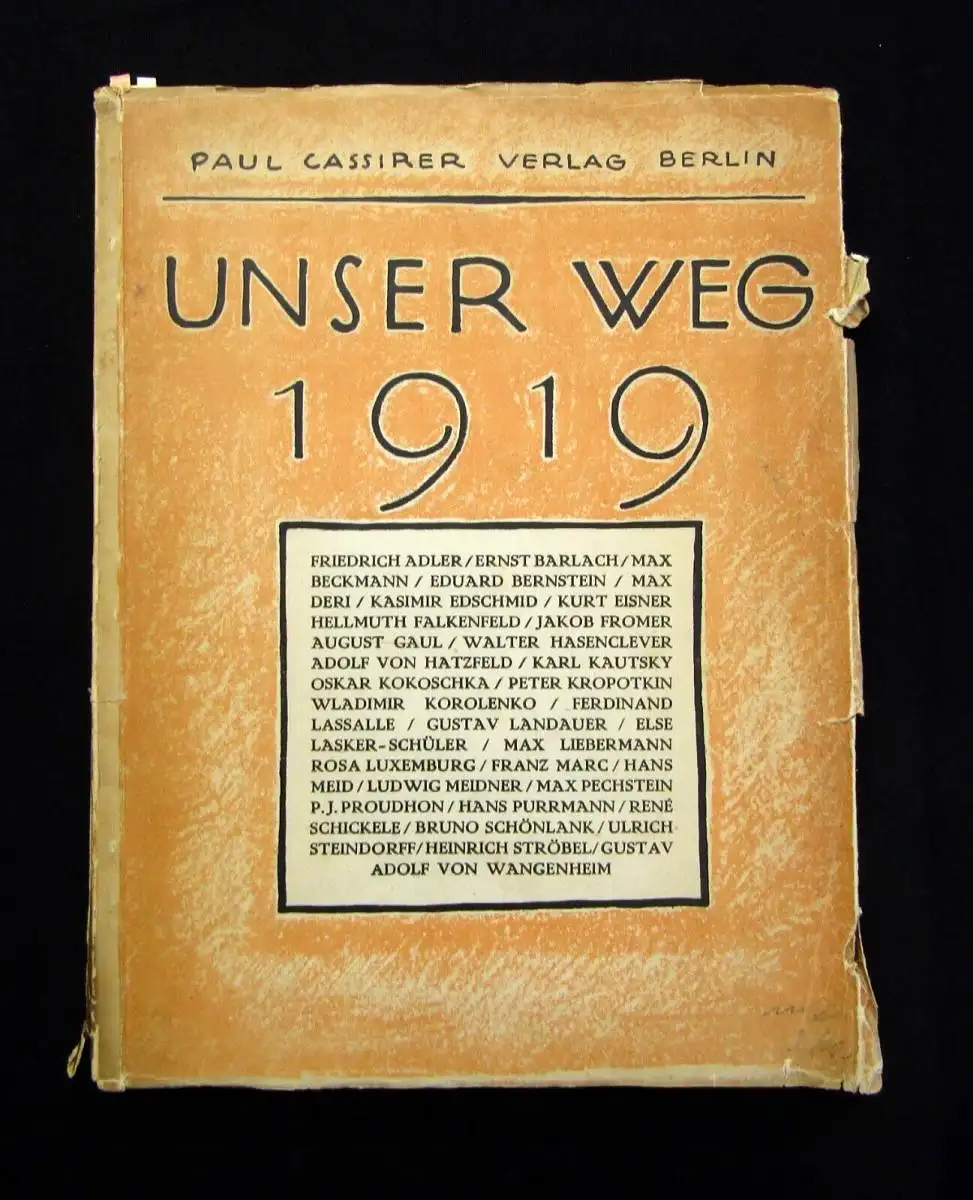 PAUL CASSIRER VERLAG BERLIN
UNSER WEG
1919
FRIEDRICH ADLER/ERNST BARLACH/MAX
BECKMANN / EDUARD BERNSTEIN / MAX
DERI / KASIMIR EDSCHMID / KURT EISNER
HELLMUTH FALKENFELD / JAKOB FROMER
AUGUST GAUL / WALTER HASENCLEVER
ADOLF VON HATZFELD / KARL KAUTSKY
OSKAR KOKOSCHKA / PETER KROPOTKIN
WLADIMIR KOROLENKO / FERDINAND
LASSALLE / GUSTAV LANDAUER / ELSE
LASKER-SCHÜLER / MAX LIEBERMANN
ROSA LUXEMBURG / FRANZ MARC / HANS
MEID / LUDWIG MEIDNER / MAX PECHSTEIN
P. J. PROUDHON / HANS PURRMANN / RENÉ
SCHICKELE / BRUNO SCHÖNLANK / ULRICH
STEINDORFF/HEINRICH STRÖBEL/GUSTAV
ADOLF VON WANGENHEIM